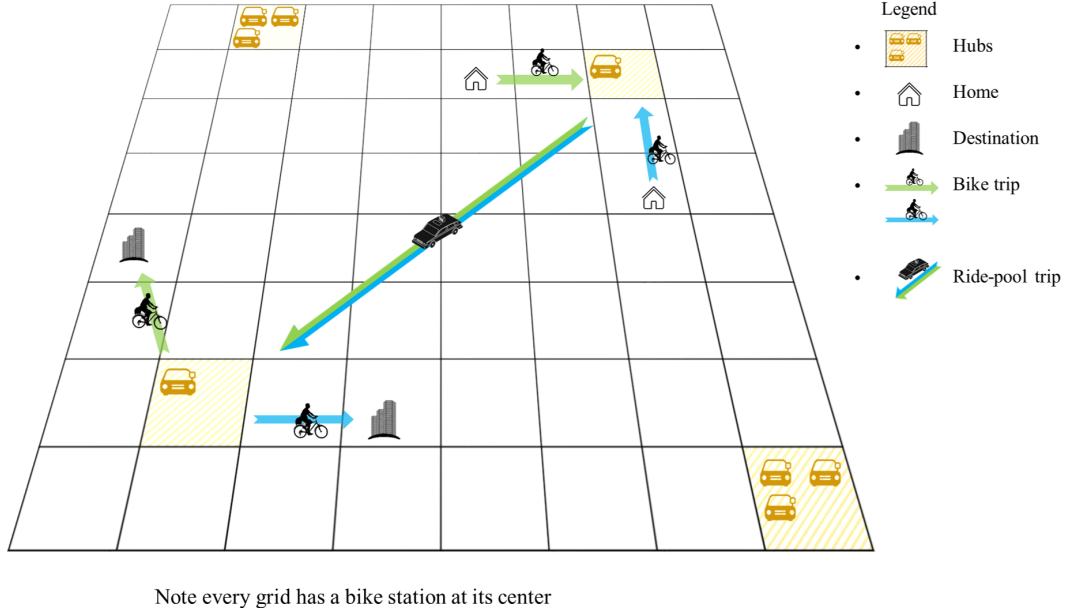 Legend
Hubs
Home
Destination
Bike trip
Ride-pool trip
Note every grid has a bike station at its center